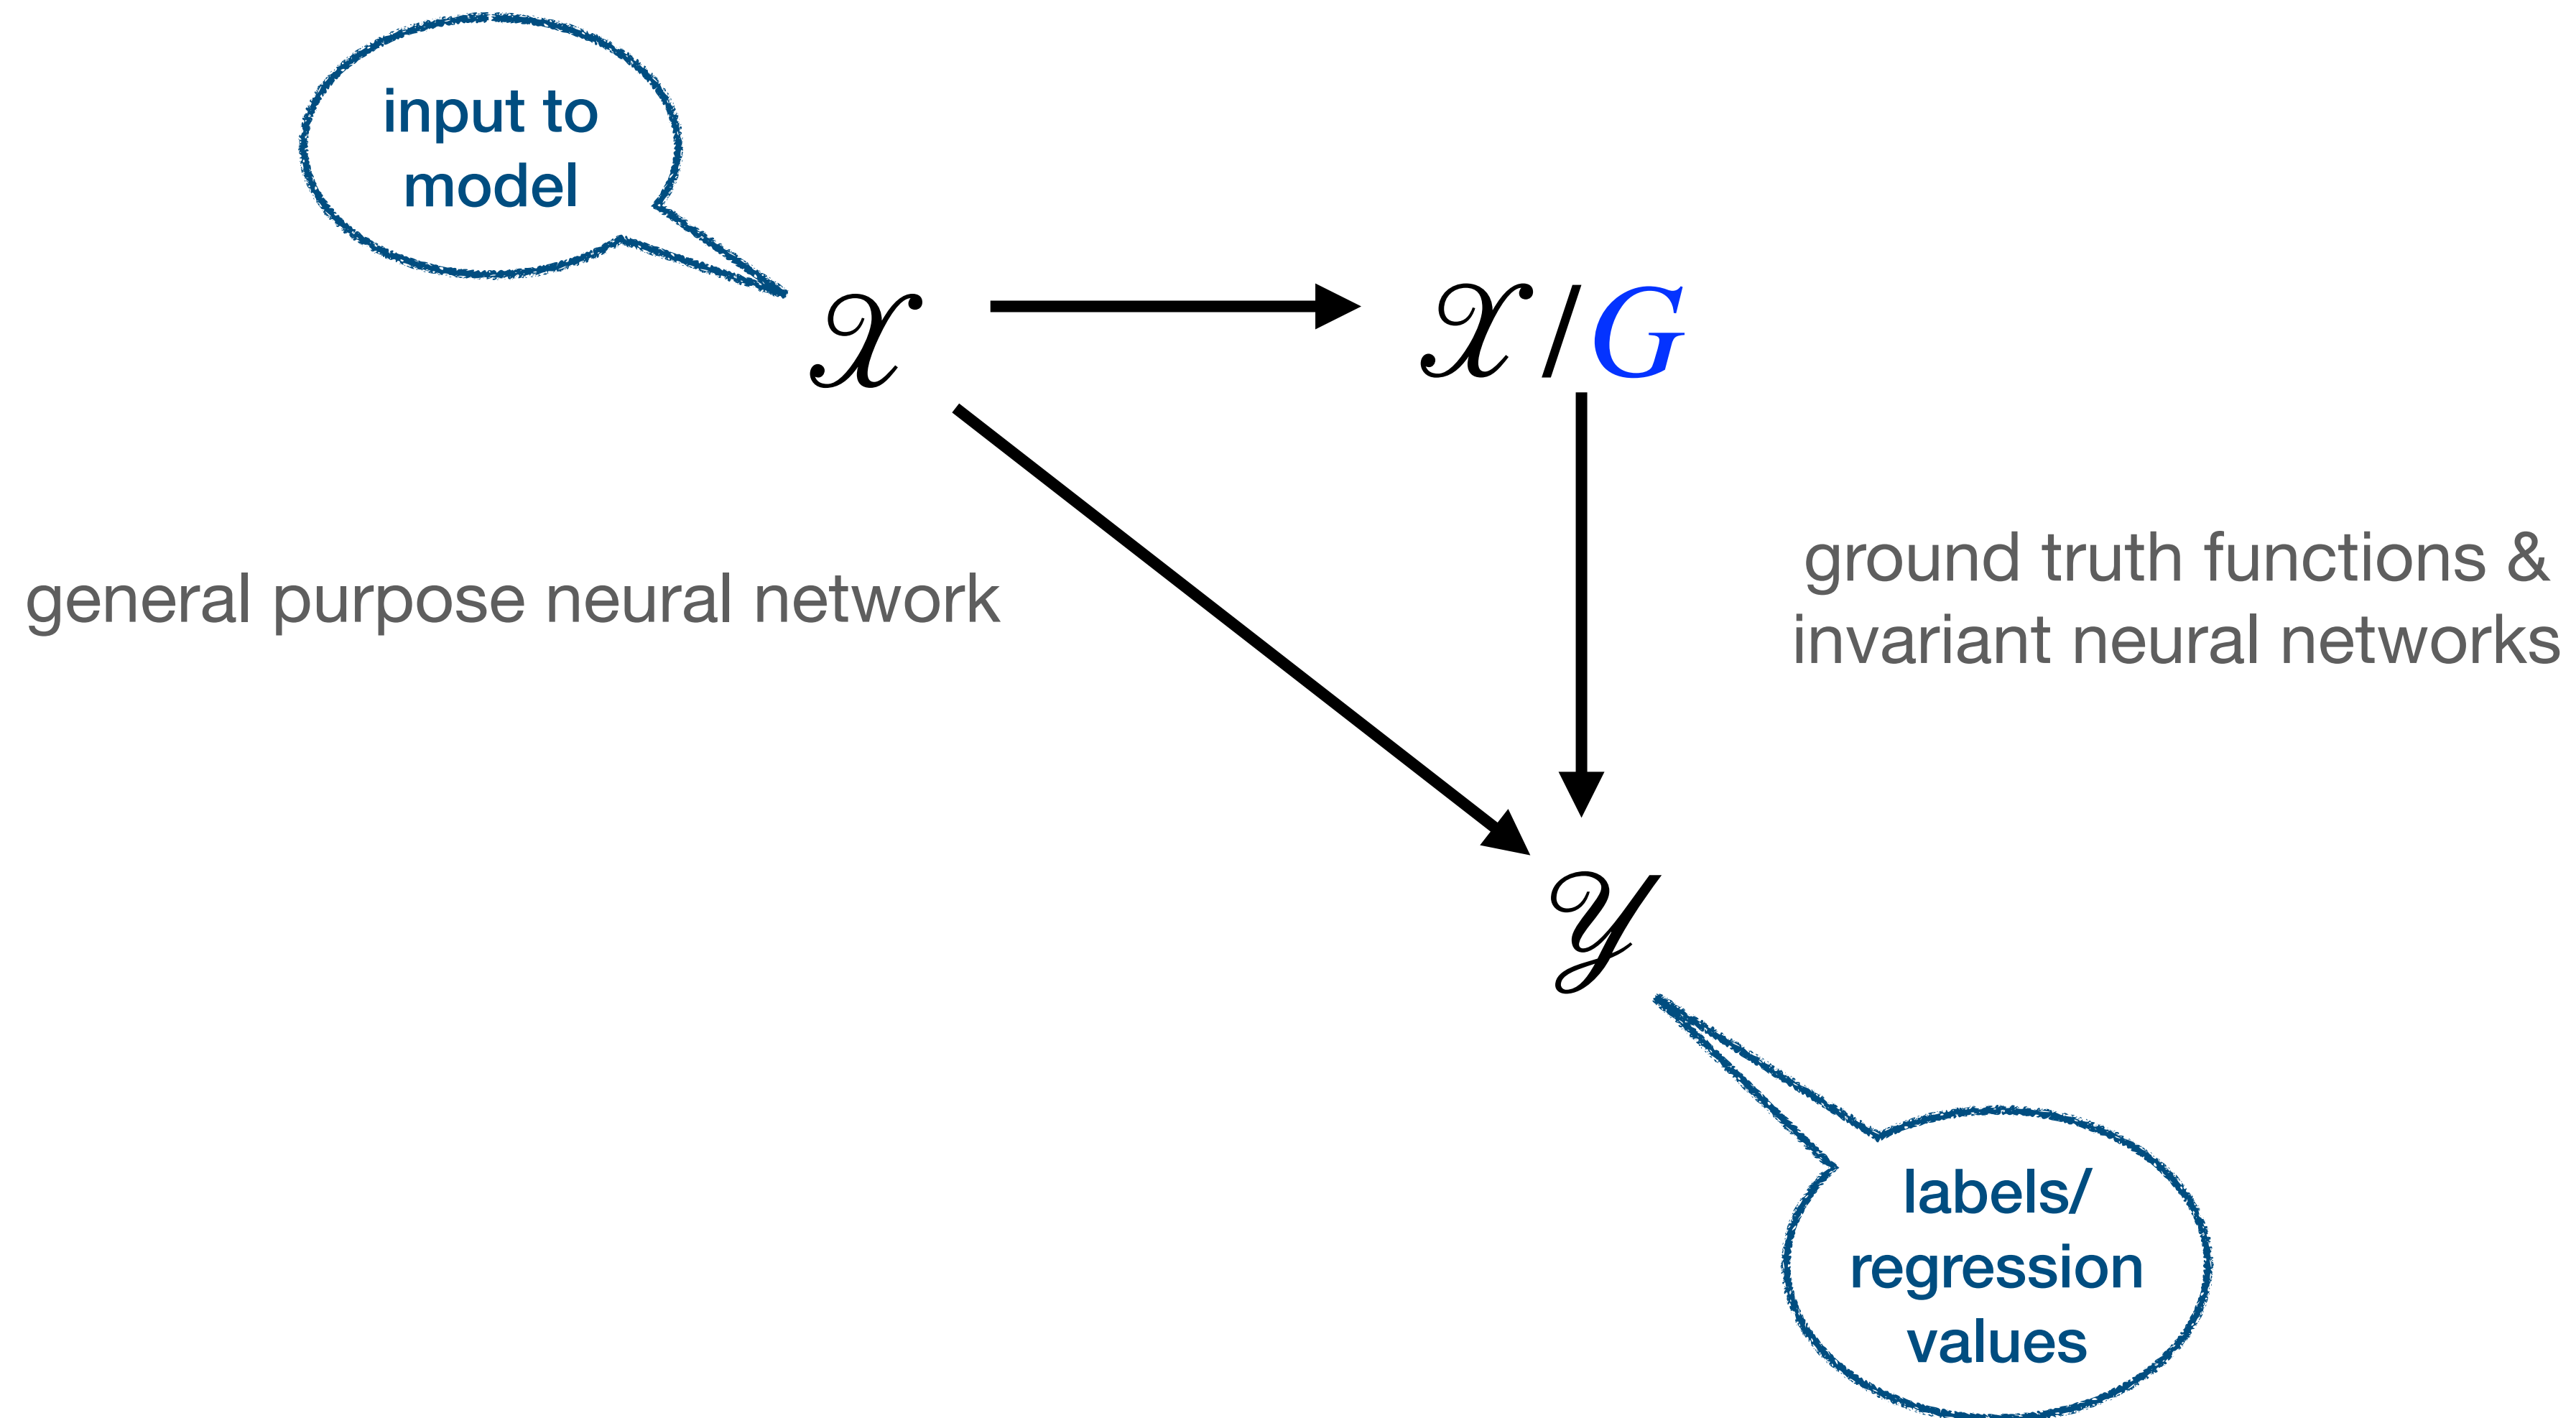 input to
model
𝒳
𝒳/G
general purpose neural network
ground truth functions &
invariant neural networks
𝒴
labels/
regression
values